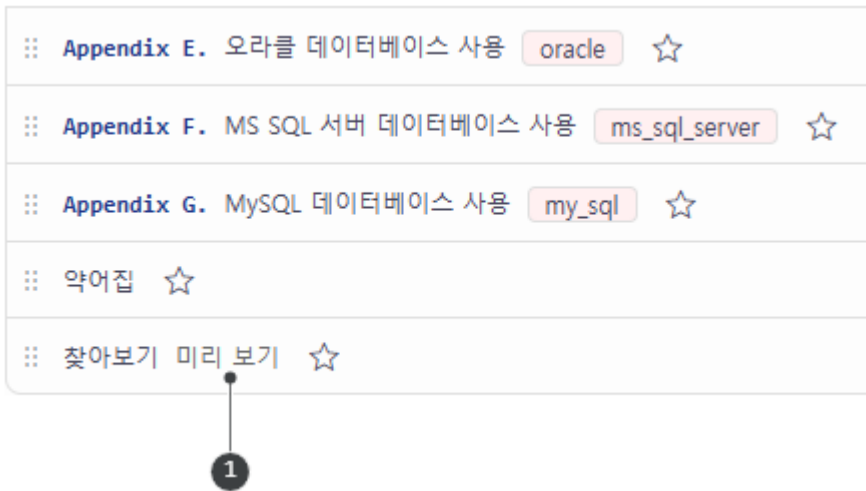 Appendix E. 오라클 데이터베이스 사용 oracle
Appendix F. MS SQL 서버 데이터베이스 사용 ms_sql_server
Appendix G. MySQL 데이터베이스 사용 my_sql
약어집
찾아보기 미리 보기
1